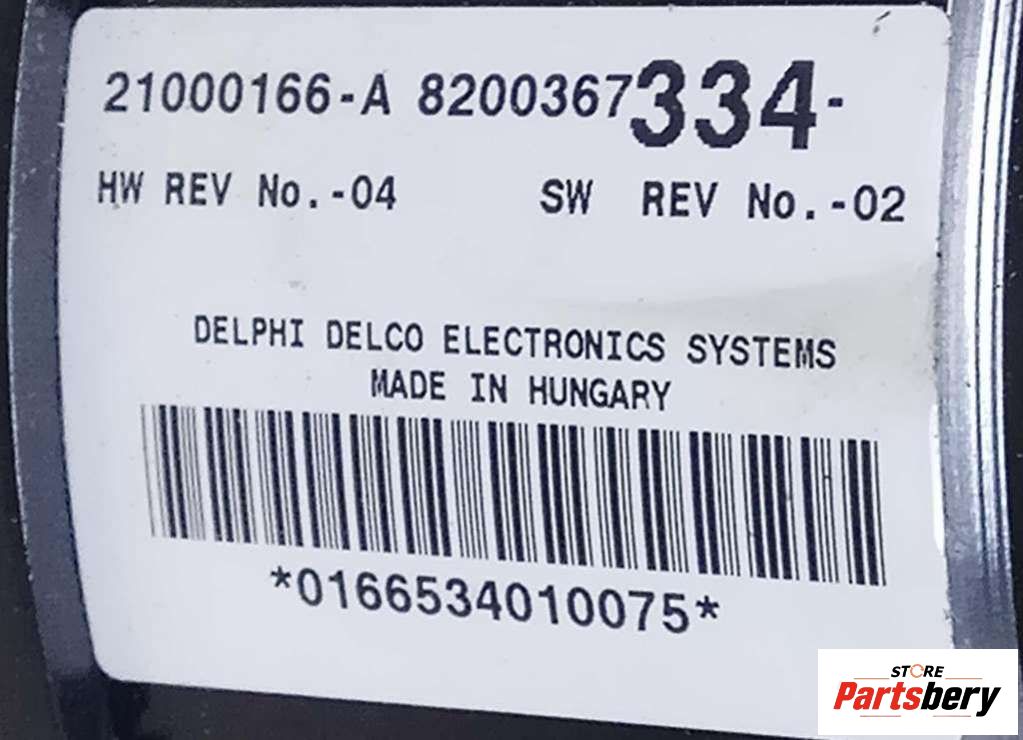 21000166-A 8200367334-
HW REV No.-04 SW REV No.-02
DELPHI DELCO ELECTRONICS SYSTEMS
MADE IN HUNGARY
*0166534010075*
STORE
Partsbery